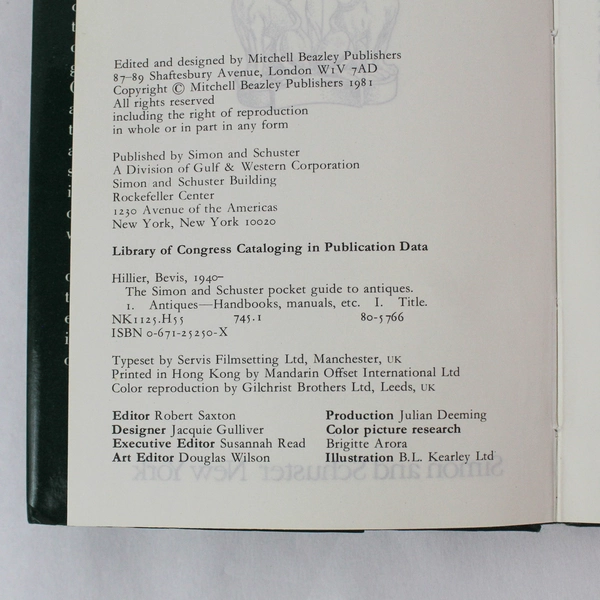 Edited and designed by Mitchell Beazley Publishers
87–89 Shaftesbury Avenue, London W1V 7AD
Copyright © Mitchell Beazley Publishers 1981
All rights reserved
including the right of reproduction
in whole or in part in any form
Published by Simon and Schuster
A Division of Gulf & Western Corporation
Simon and Schuster Building
Rockefeller Center
1230 Avenue of the Americas
New York, New York 10020
Library of Congress Cataloging in Publication Data
Hillier, Bevis, 1940–
The Simon and Schuster pocket guide to antiques.
1. Antiques—Handbooks, manuals, etc. I. Title.
NK1125.H55 745.1 80-5766
ISBN 0-671-25250-X
Typeset by Servis Filmsetting Ltd, Manchester, UK
Printed in Hong Kong by Mandarin Offset International Ltd
Color reproduction by Gilchrist Brothers Ltd, Leeds, UK
Editor Robert Saxton
Designer Jacquie Gulliver
Executive Editor Susannah Read
Art Editor Douglas Wilson
Production Julian Deeming
Color picture research
Brigitte Arora
Illustration B.L. Kearley Ltd
Simon and Schuster New York